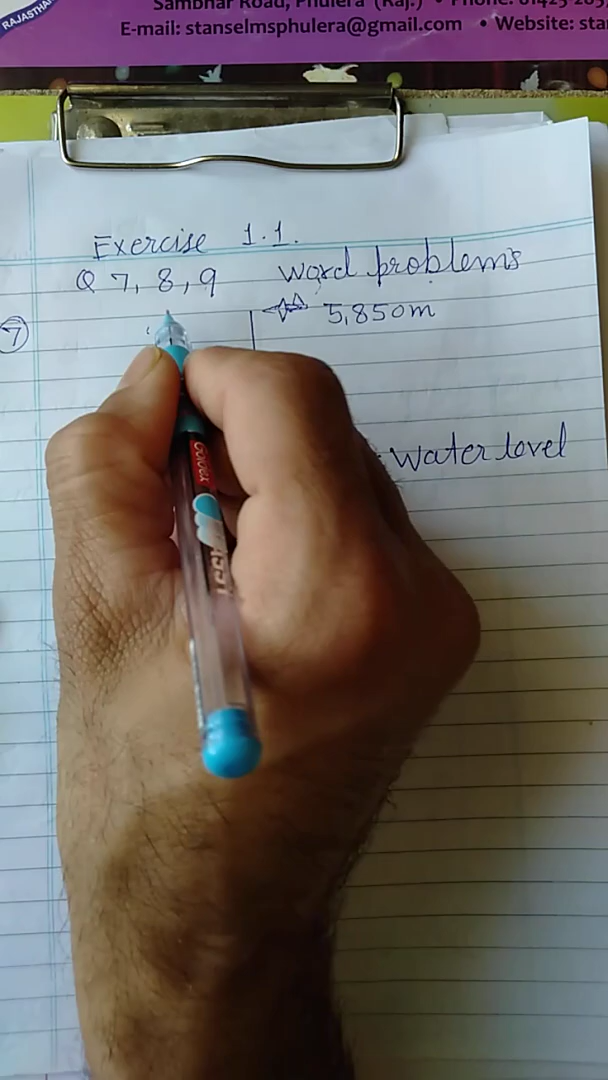 RAJASTHAN
Sambhar Road, Phulera (Raj.) •
E-mail: stanselmsphulera@gmail.com • Website: sta
Exercise 1.1.
Q 7, 8, 9 Word problems
7 5,850m
Water level